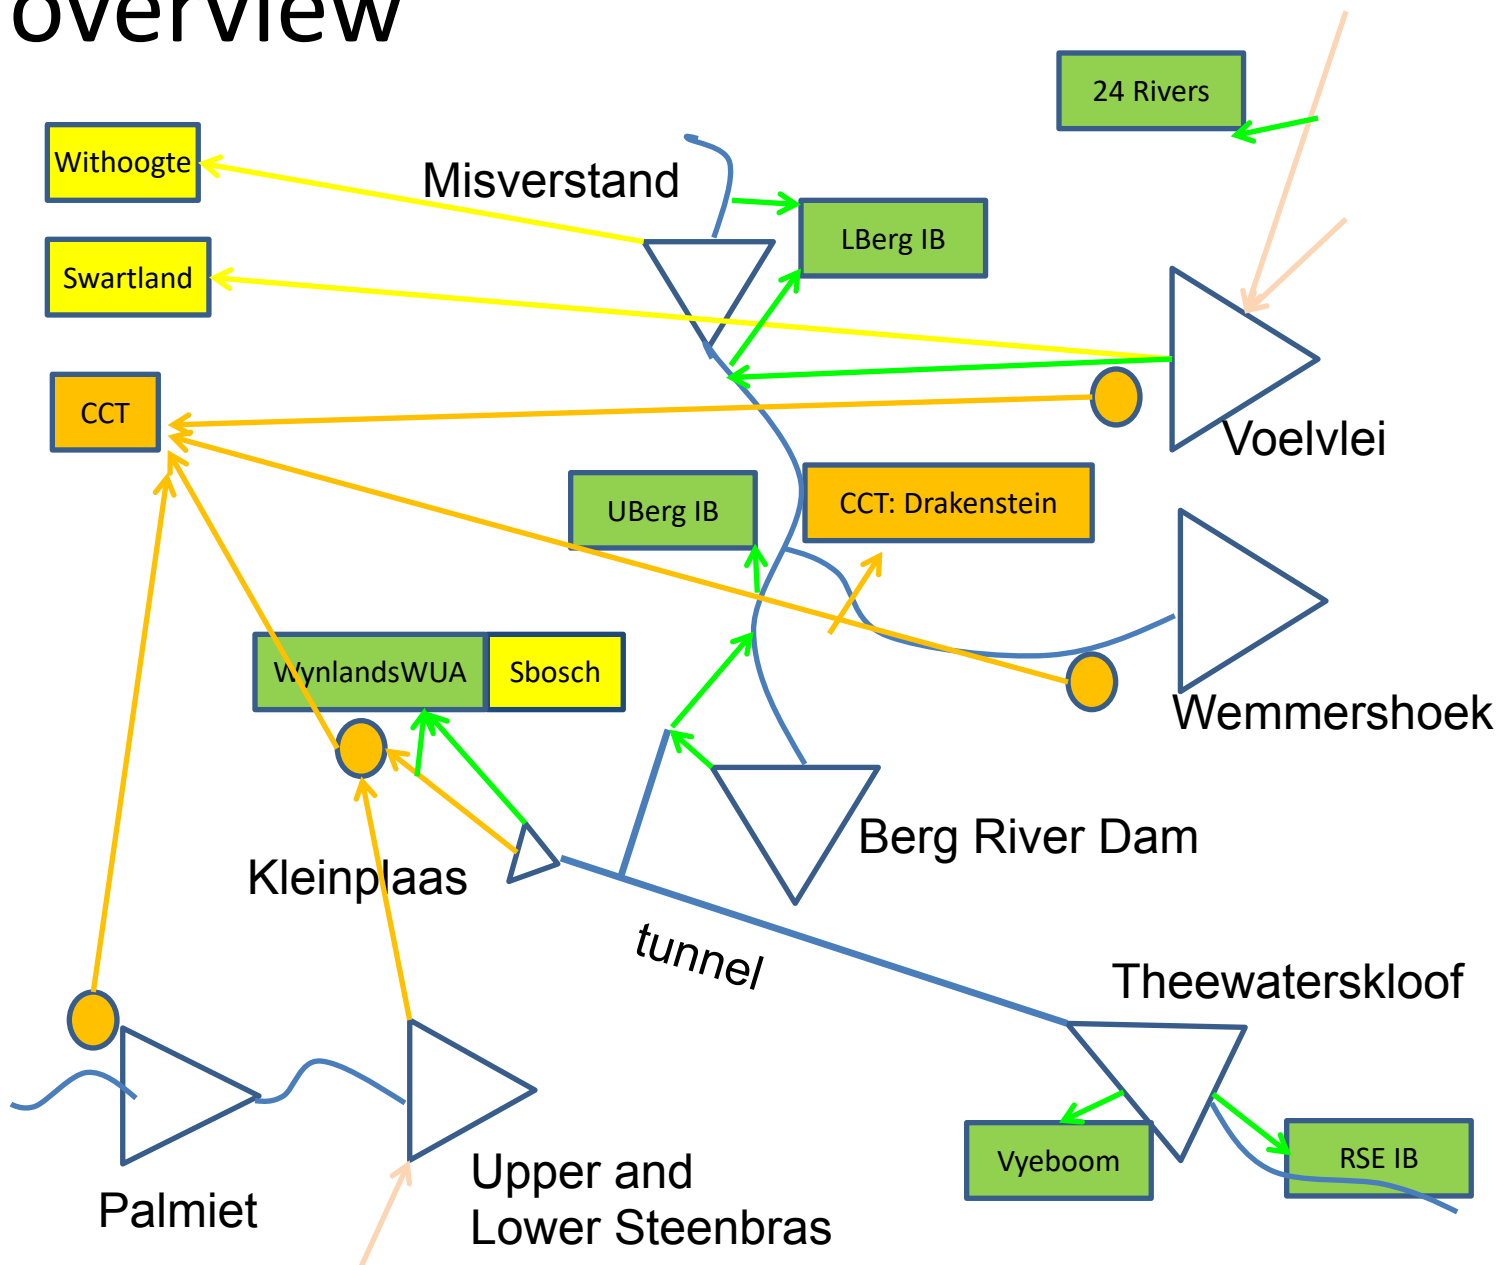 overview
24 Rivers
Withoogte
Misverstand
LBerg IB
Swartland
CCT
Voelvlei
UBerg IB
CCT: Drakenstein
WynlandsWUA
Sbosch
Wemmershoek
Berg River Dam
Kleinplaas
tunnel
Theewaterskloof
Vyeboom
RSE IB
Palmiet
Upper and
Lower Steenbras